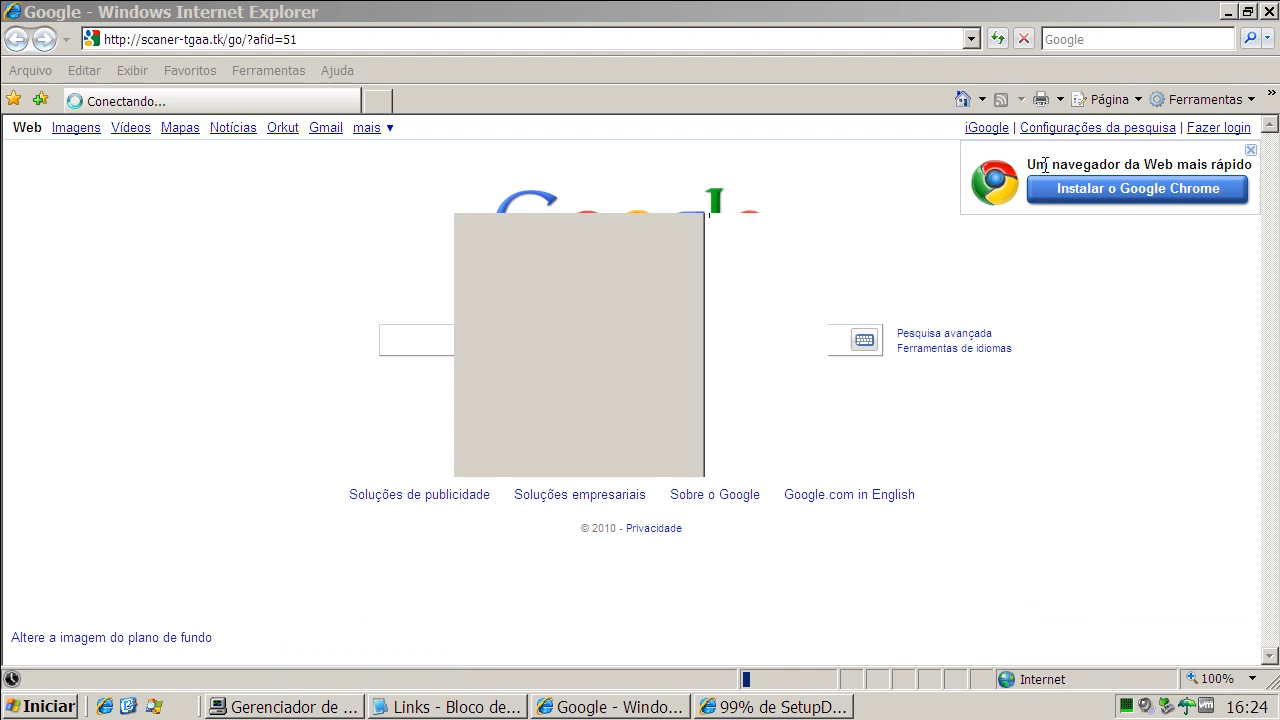 Google - Windows Internet Explorer
http://scaner-tgaa.tk/go/?afid=51
Google
Arquivo Editar Exibir Favoritos Ferramentas Ajuda
Conectando...
Página Ferramentas
Web Imagens Vídeos Mapas Notícias Orkut Gmail mais ▼
iGoogle | Configurações da pesquisa | Fazer login
Um navegador da Web mais rápido
Instalar o Google Chrome
Pesquisa avançada
Ferramentas de idiomas
Soluções de publicidade Soluções empresariais Sobre o Google Google.com in English
© 2010 - Privacidade
Altere a imagem do plano de fundo
Internet 100%
Iniciar Gerenciador de ... Links - Bloco de... Google - Windo... 99% de SetupD... 16:24